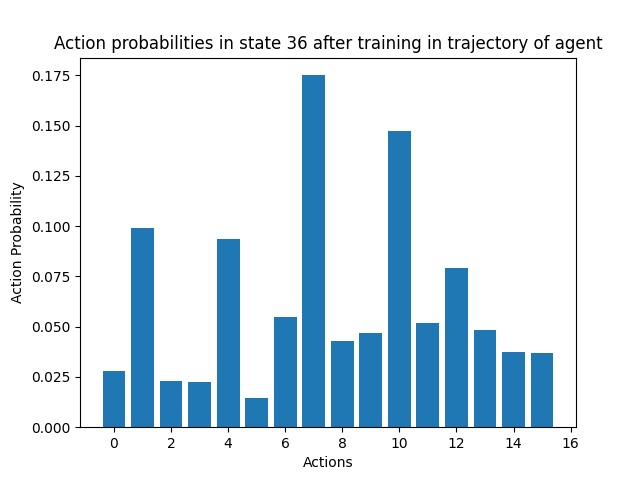 Action probabilities in state 36 after training in trajectory of agent
0.175
0.150
0.125
0.100
0.075
0.050
0.025
0.000
Action Probability
0 2 4 6 8 10 12 14 16
Actions